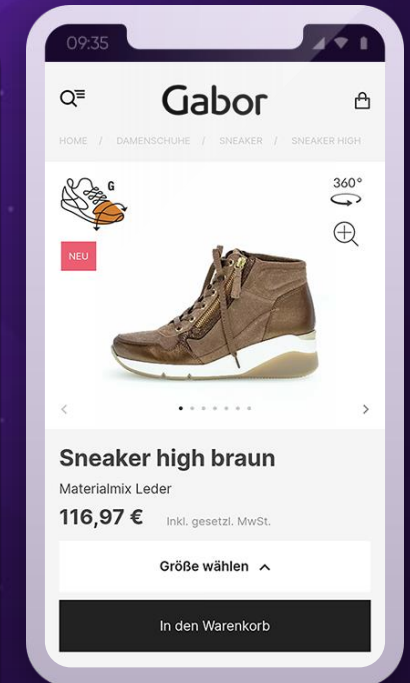 09:35
Gabor
HOME / DAMENSCHUHE / SNEAKER / SNEAKER HIGH
G
360°
NEU
Sneaker high braun
Materialmix Leder
116,97 € Inkl. gesetzl. MwSt.
Größe wählen
In den Warenkorb